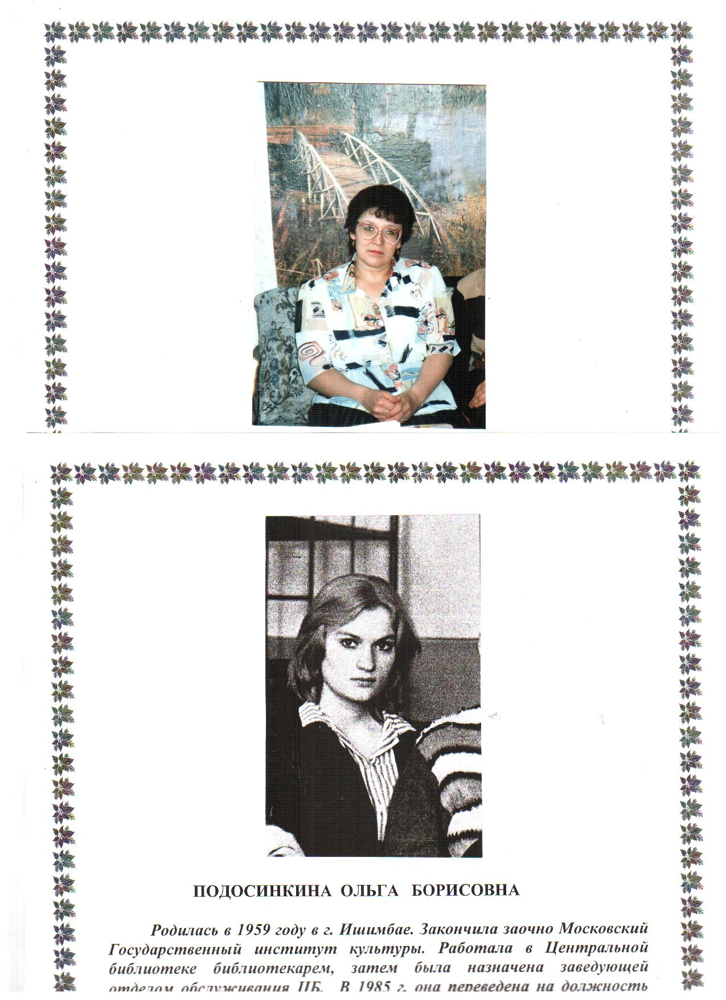 ПОДОСИНКИНА ОЛЬГА БОРИСОВНА
Родилась в 1959 году в г. Ишимбае. Закончила заочно Московский
Государственный институт культуры. Работала в Центральной
библиотеке библиотекарем, затем была назначена заведующей
отделом обслуживания ЦБ. В 1985 г. она переведена на должность